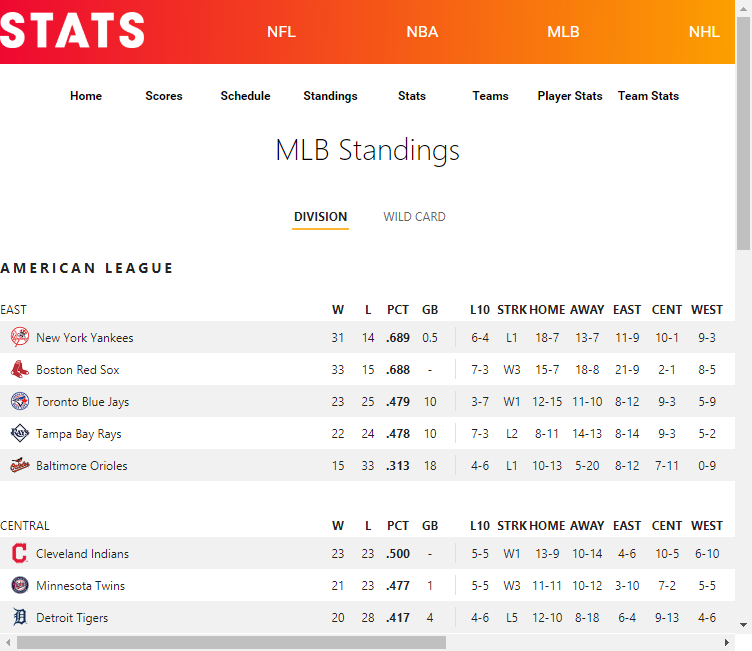 STATS NFL NBA MLB NHL
Home Scores Schedule Standings Stats Teams Player Stats Team Stats
MLB Standings
DIVISION WILD CARD
AMERICAN LEAGUE
EAST W L PCT GB L10 STRK HOME AWAY EAST CENT WEST
New York Yankees 31 14 .689 0.5 6-4 L1 18-7 13-7 11-9 10-1 9-3
Boston Red Sox 33 15 .688 - 7-3 W3 15-7 18-8 21-9 2-1 8-5
Toronto Blue Jays 23 25 .479 10 3-7 W1 12-15 11-10 8-12 9-3 5-9
Tampa Bay Rays 22 24 .478 10 7-3 L2 8-11 14-13 8-14 9-3 5-2
Baltimore Orioles 15 33 .313 18 4-6 L1 10-13 5-20 8-12 7-11 0-9
CENTRAL W L PCT GB L10 STRK HOME AWAY EAST CENT WEST
Cleveland Indians 23 23 .500 - 5-5 W1 13-9 10-14 4-6 10-5 6-10
Minnesota Twins 21 23 .477 1 5-5 W3 11-11 10-12 3-10 7-2 5-5
Detroit Tigers 20 28 .417 4 4-6 L5 12-10 8-18 6-4 9-13 4-6